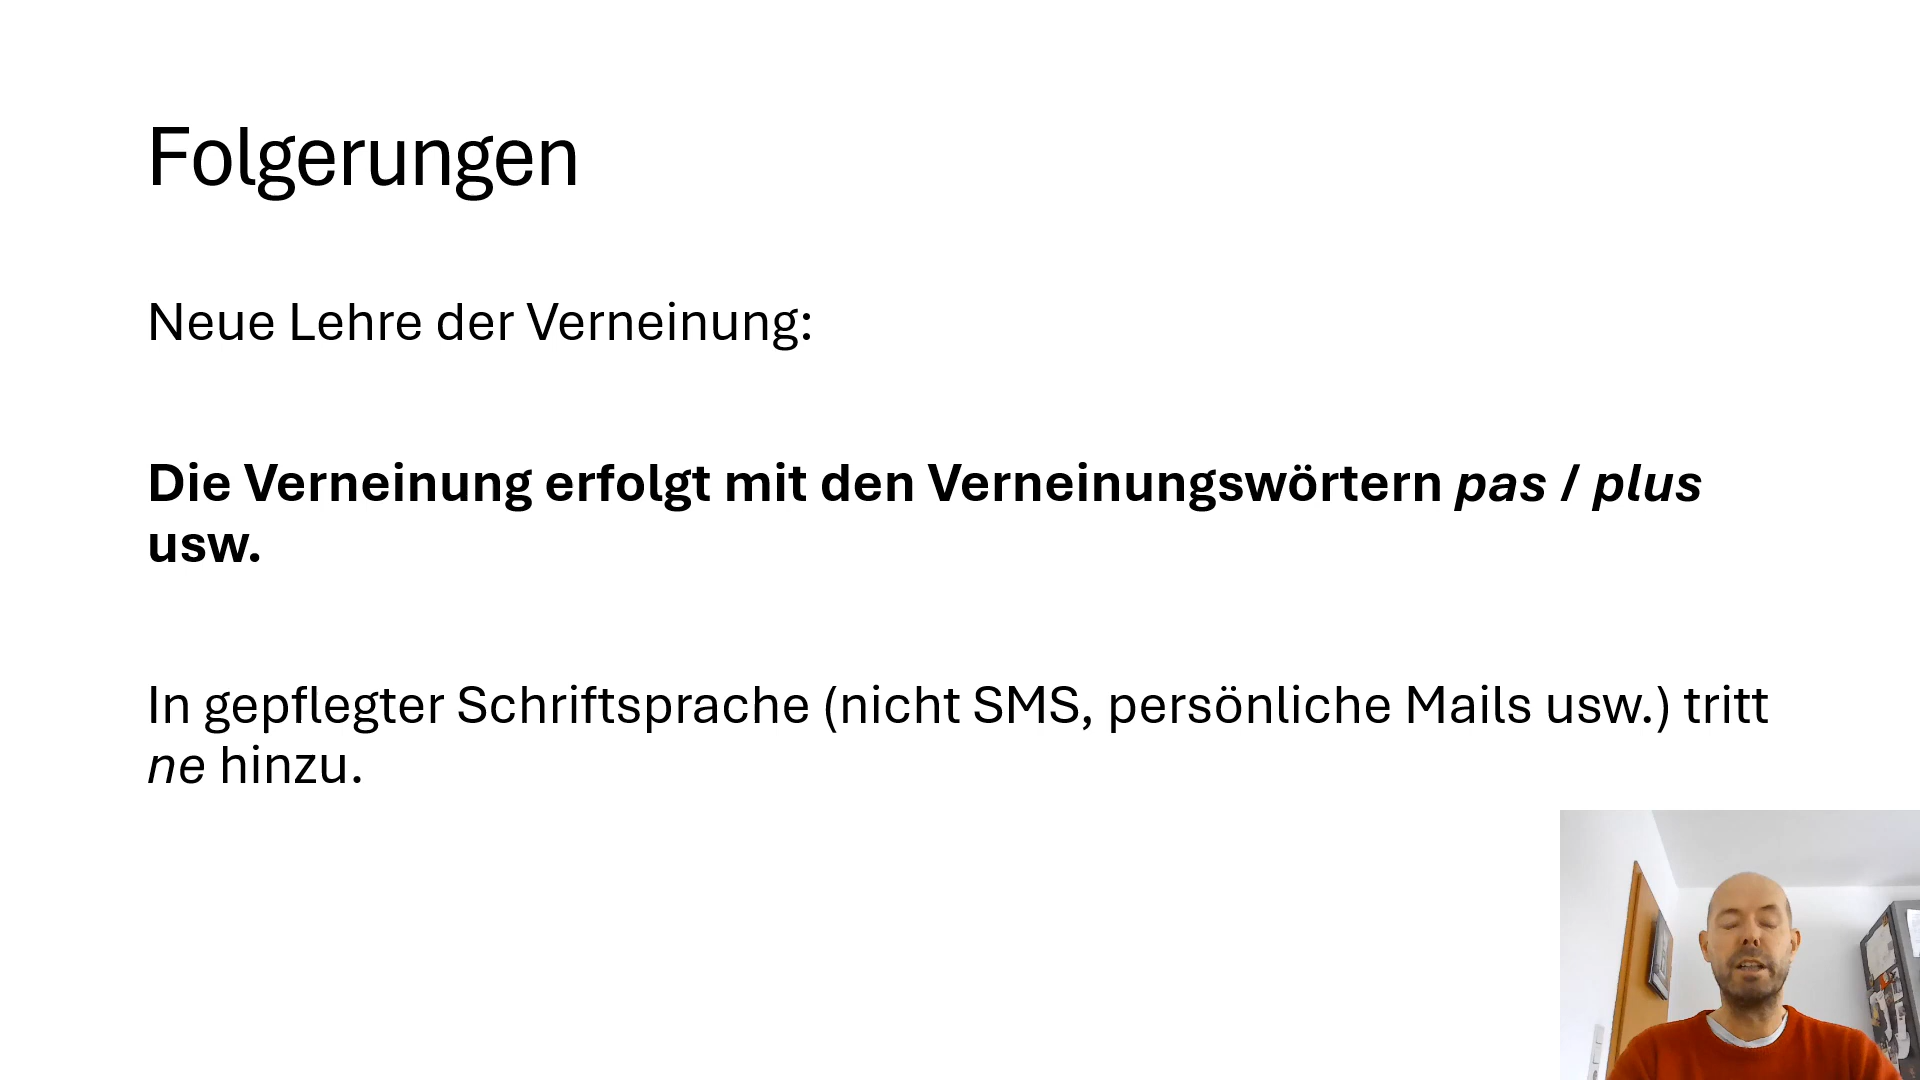 Folgerungen
Neue Lehre der Verneinung:
Die Verneinung erfolgt mit den Verneinungswörtern pas / plus
usw.
In gepflegter Schriftsprache (nicht SMS, persönliche Mails usw.) tritt
ne hinzu.